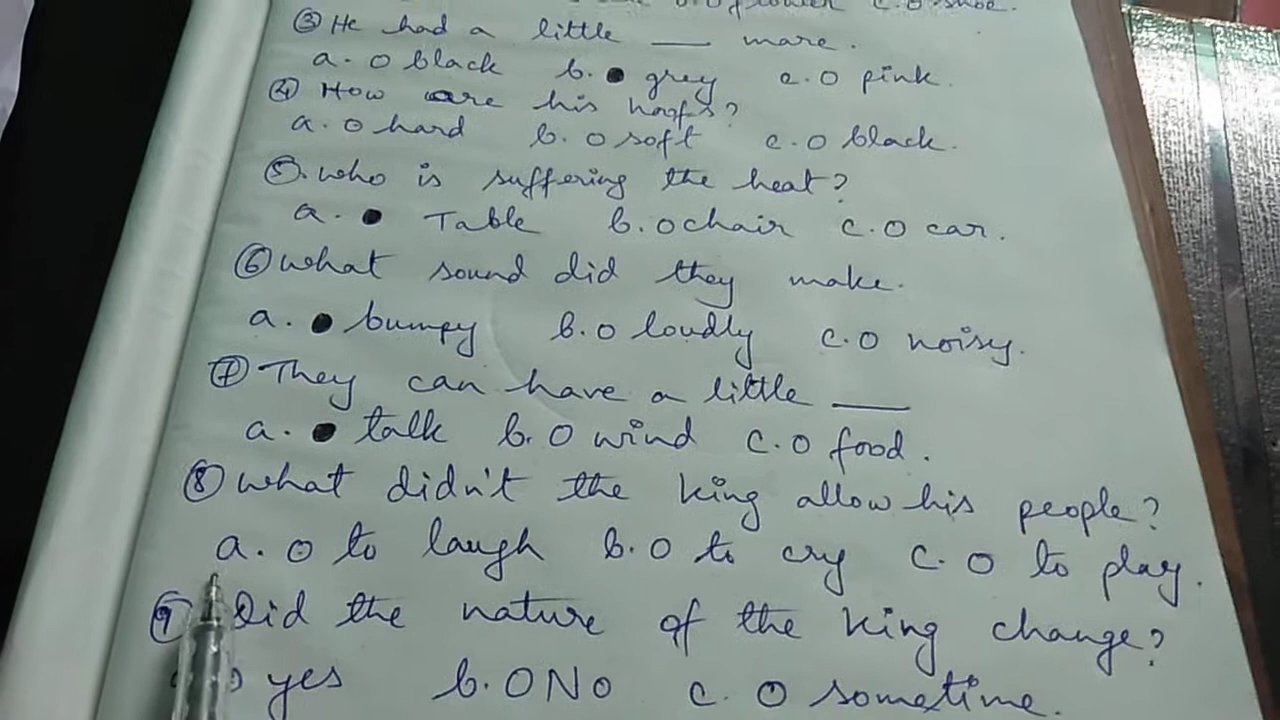 b. O flower c. O shoe.
③ He had a little ___ mare.
a. O black b. ● grey c. O pink.
④ How are his hoofs?
a. O hard b. O soft c. O black.
⑤. who is suffering the heat?
a. ● Table b. O chair c. O car.
⑥ what sound did they make.
a. ● bumpy b. O loudly c. O noisy.
⑦ They can have a little ___
a. ● talk b. O wind c. O food.
⑧ what didn't the king allow his people?
a. O to laugh b. O to cry c. O to play.
⑨ Did the nature of the king change?
O yes b. O No c. O sometime.